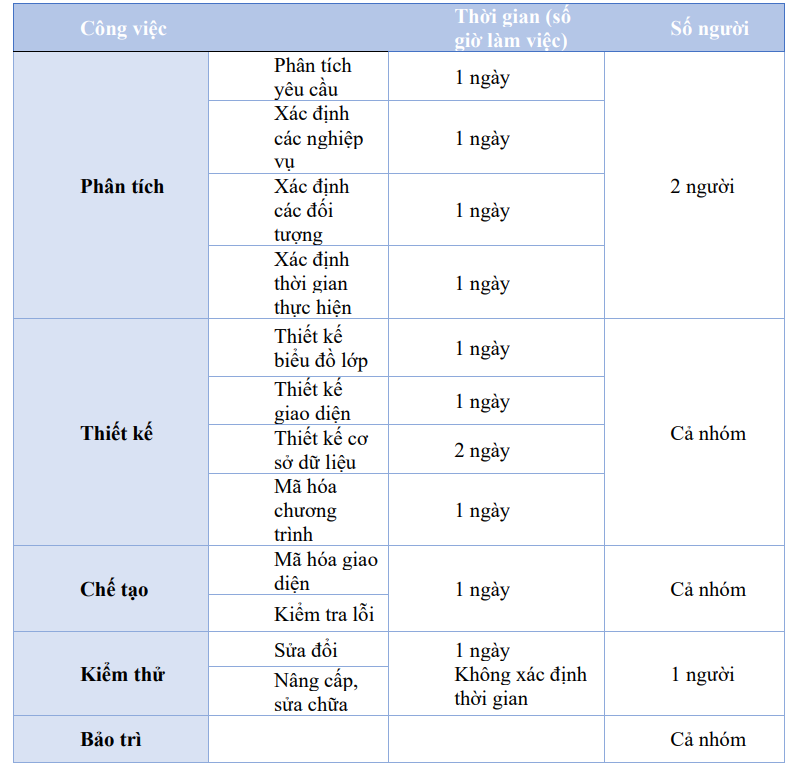 Công việc
Thời gian (số
giờ làm việc)
Số người
Phân tích
Phân tích
yêu cầu
1 ngày
2 người
Xác định
các nghiệp
vụ
1 ngày
Xác định
các đối
tượng
1 ngày
Xác định
thời gian
thực hiện
1 ngày
Thiết kế
Thiết kế
biểu đồ lớp
1 ngày
Cả nhóm
Thiết kế
giao diện
1 ngày
Thiết kế cơ
sở dữ liệu
2 ngày
Mã hóa
chương
trình
1 ngày
Chế tạo
Mã hóa giao
diện
1 ngày
Cả nhóm
Kiểm tra lỗi
Kiểm thử
Sửa đổi
1 ngày
Không xác định
thời gian
1 người
Nâng cấp,
sửa chữa
Bảo trì
Cả nhóm